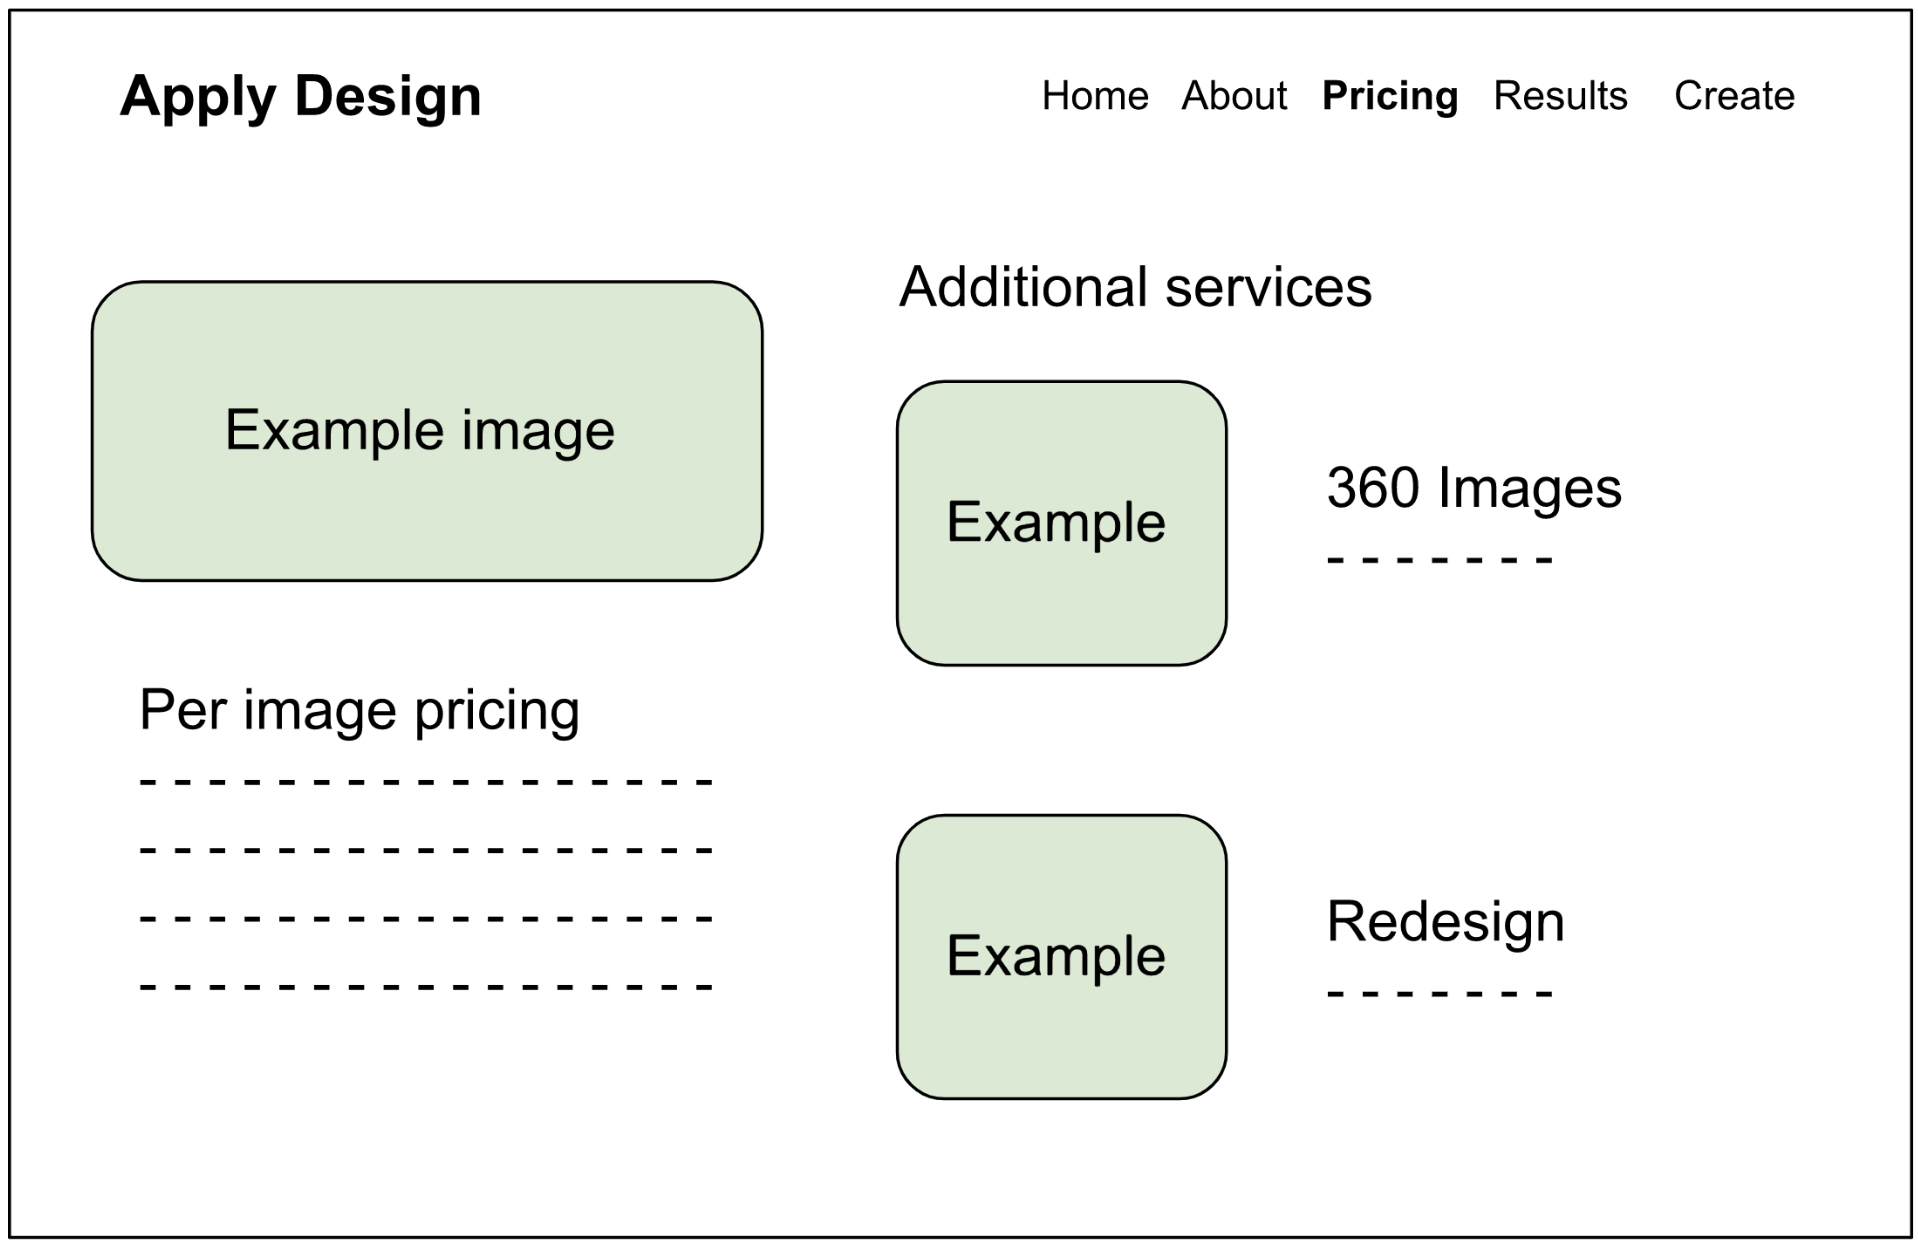 Apply Design
Home About Pricing Results Create
Example image
Per image pricing
- - - - - - - - - - - - - - - - -
- - - - - - - - - - - - - - - - -
- - - - - - - - - - - - - - - - -
- - - - - - - - - - - - - - - - -
Additional services
Example
360 Images
- - - - - - -
Example
Redesign
- - - - - - -